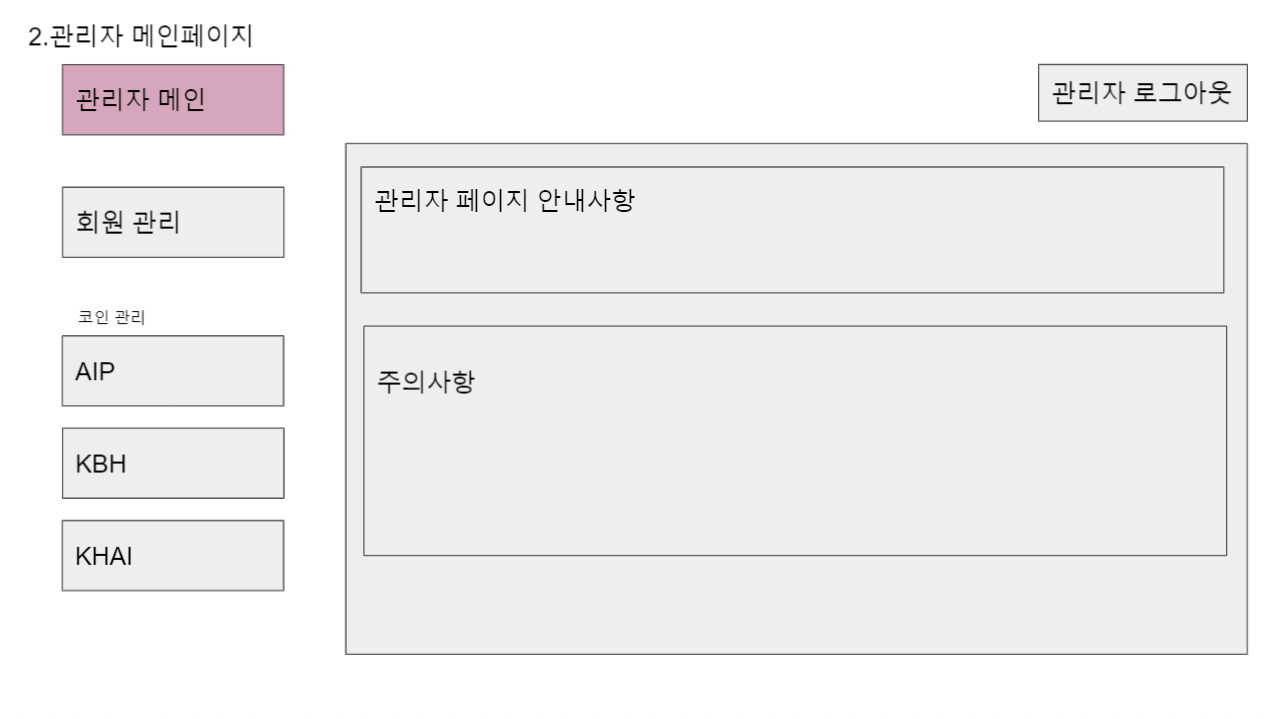 2.관리자 메인페이지
관리자 메인
관리자 로그아웃
회원 관리
코인 관리
AIP
KBH
KHAI
관리자 페이지 안내사항
주의사항